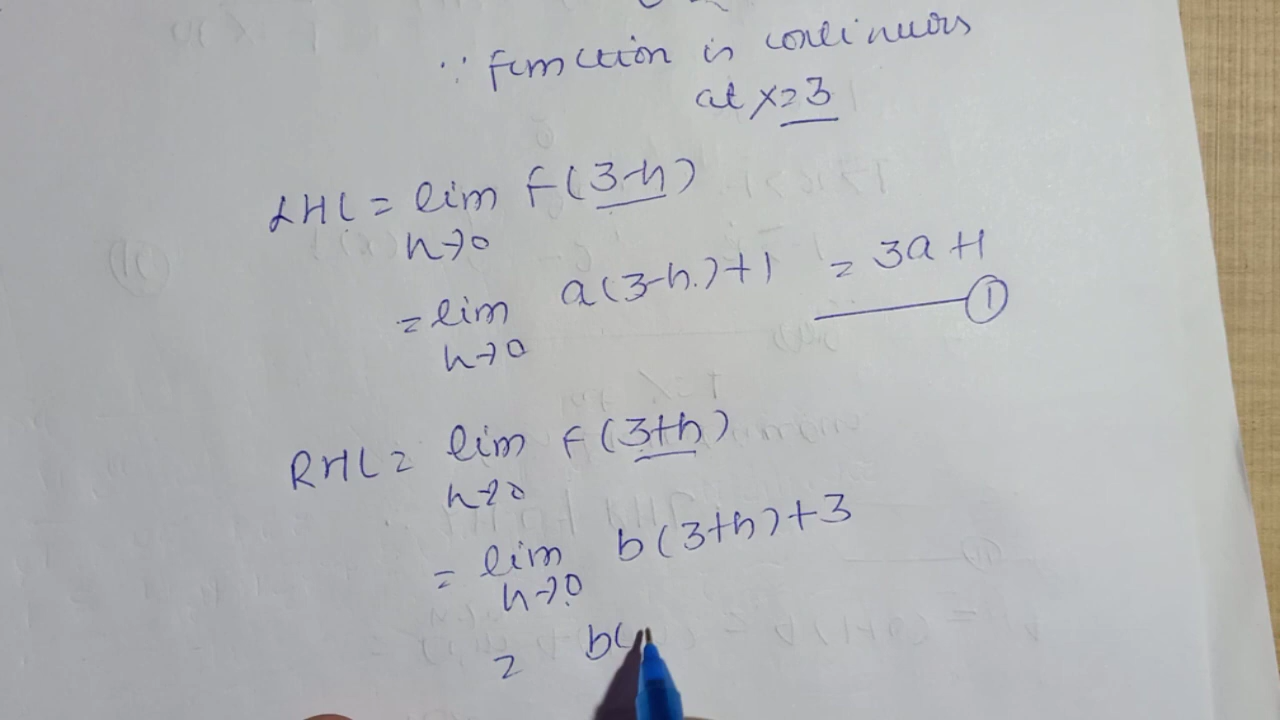 ∵ function is continuous
at x=3
LHL = lim f(3-h)
h→0
= lim a(3-h)+1 = 3a+1
h→0
①
RHL = lim f(3+h)
h→0
= lim b(3+h)+3
h→0
= b(